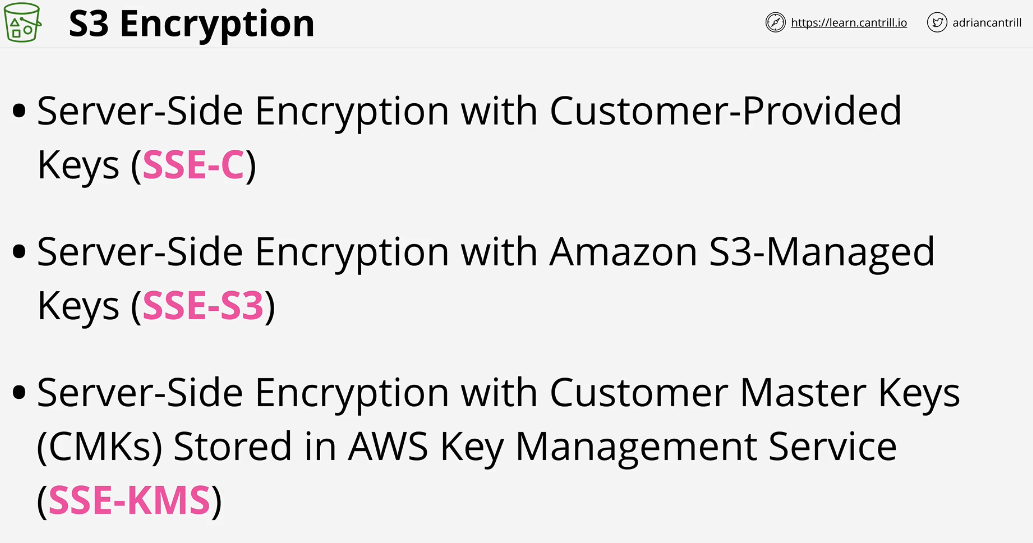 S3 Encryption
https://learn.cantrill.io
adriancantrill
• Server-Side Encryption with Customer-Provided
Keys (SSE-C)
• Server-Side Encryption with Amazon S3-Managed
Keys (SSE-S3)
• Server-Side Encryption with Customer Master Keys
(CMKs) Stored in AWS Key Management Service
(SSE-KMS)